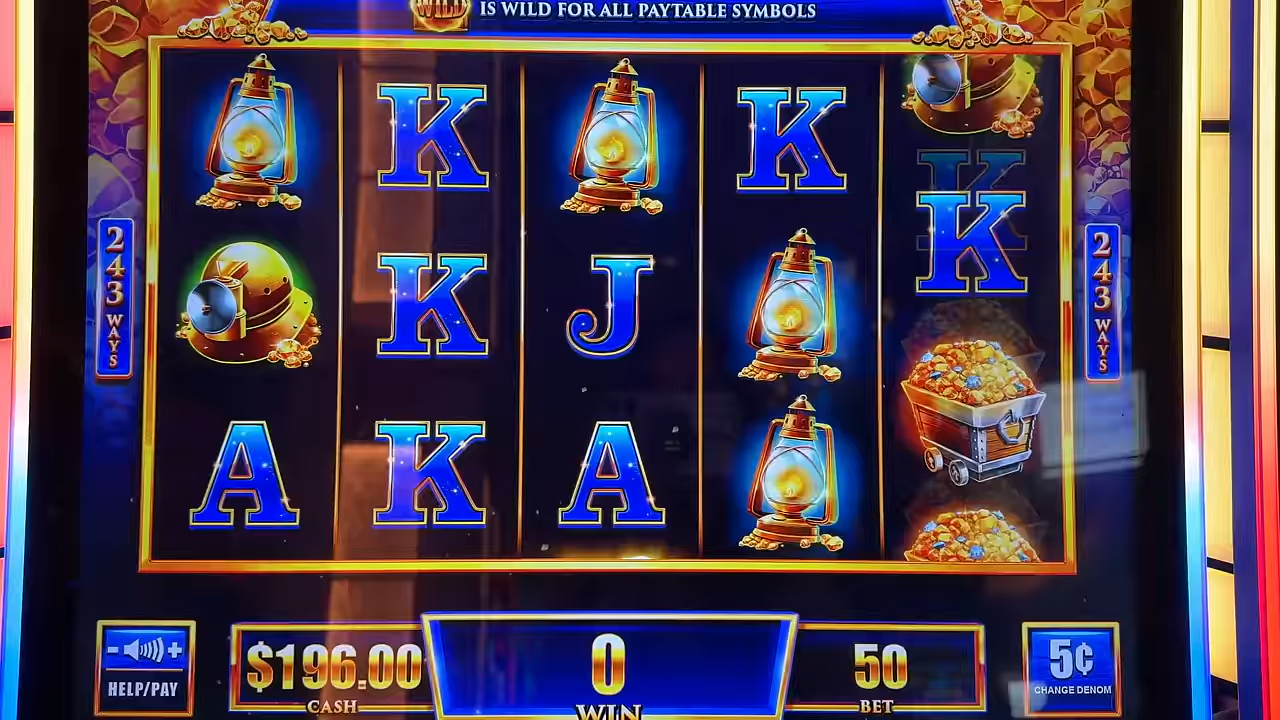 WILD IS WILD FOR ALL PAYTABLE SYMBOLS
K K
K
243 WAYS
K J
243 WAYS
A K A
HELP/PAY
$196.00
CASH
0
WIN
50
BET
5¢
CHANGE DENOM